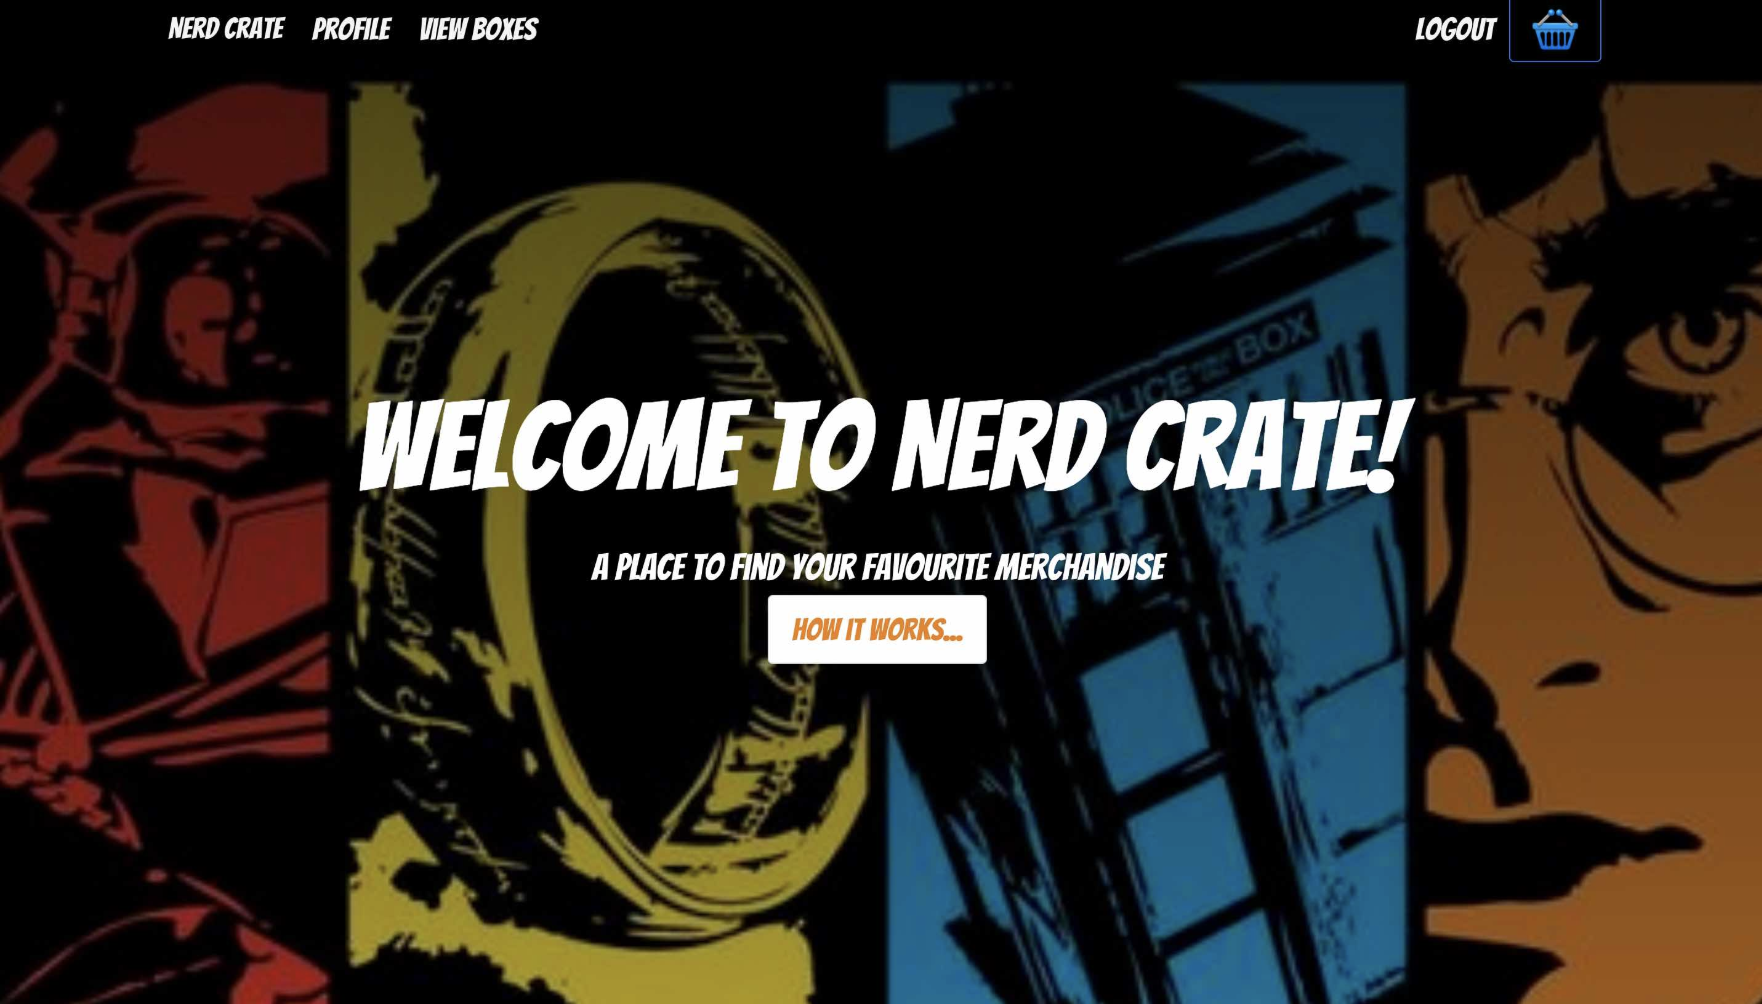 NERD CRATE PROFILE VIEW BOXES LOGOUT
BOX
WELCOME TO NERD CRATE!
A PLACE TO FIND YOUR FAVOURITE MERCHANDISE
HOW IT WORKS...